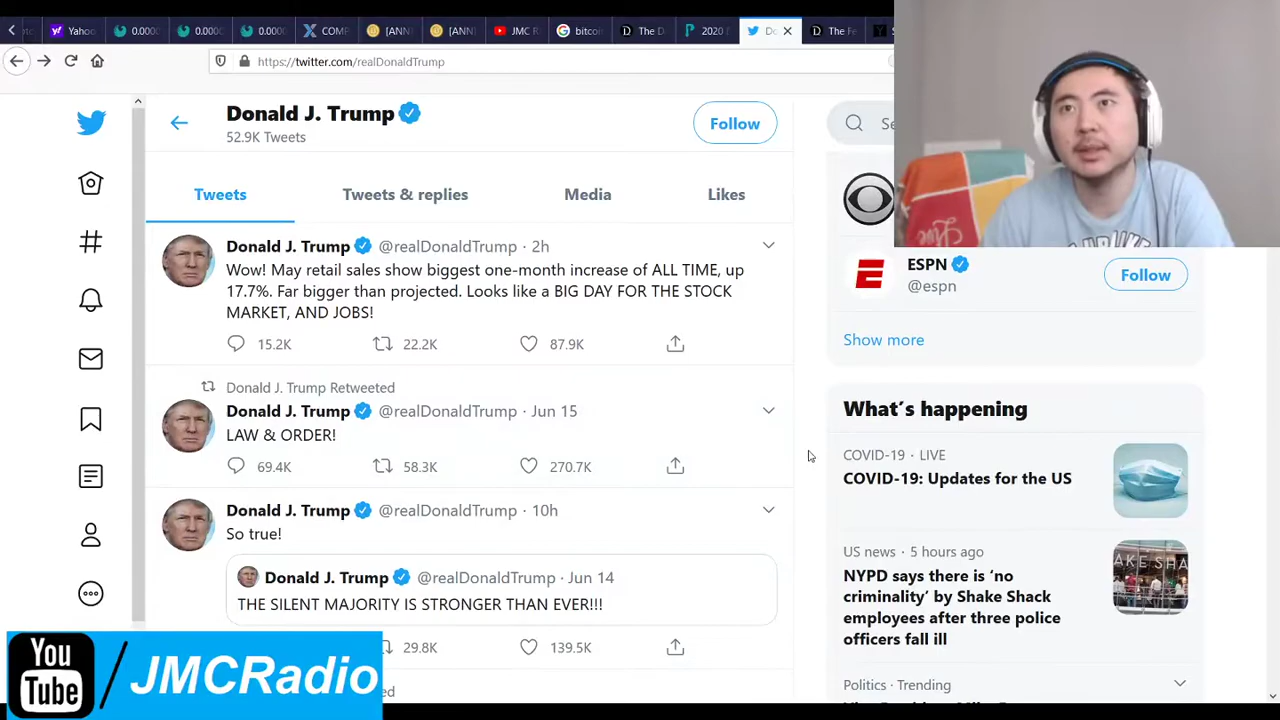 Yahoo
0.0000
0.0000
0.0000
COMP
[ANN]
[ANN]
JMC R
bitcoi
The D
2020
Do
The Fe
https://twitter.com/realDonaldTrump
Donald J. Trump
52.9K Tweets
Follow
Tweets
Tweets & replies
Media
Likes
Donald J. Trump @realDonaldTrump · 2h
Wow! May retail sales show biggest one-month increase of ALL TIME, up
17.7%. Far bigger than projected. Looks like a BIG DAY FOR THE STOCK
MARKET, AND JOBS!
15.2K 22.2K 87.9K
Donald J. Trump Retweeted
Donald J. Trump @realDonaldTrump · Jun 15
LAW & ORDER!
69.4K 58.3K 270.7K
Donald J. Trump @realDonaldTrump · 10h
So true!
Donald J. Trump @realDonaldTrump · Jun 14
THE SILENT MAJORITY IS STRONGER THAN EVER!!!
29.8K 139.5K
ed
Se
ESPN
@espn
Follow
Show more
What's happening
COVID-19 · LIVE
COVID-19: Updates for the US
US news · 5 hours ago
NYPD says there is 'no
criminality' by Shake Shack
employees after three police
officers fall ill
AKE SHA
Politics · Trending
You
Tube
/JMCRadio